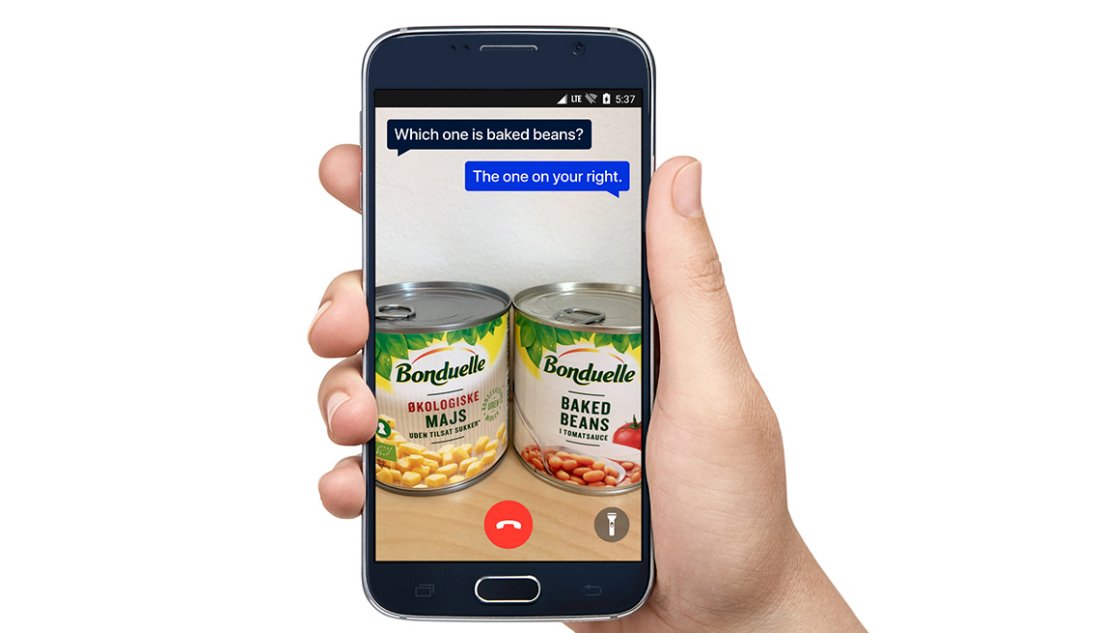 LTE 5:37
Which one is baked beans?
The one on your right.
Bonduelle
ØKOLOGISKE
MAJS
UDEN TILSAT SUKKER*
Bonduelle
BAKED
BEANS
I TOMATSAUCE